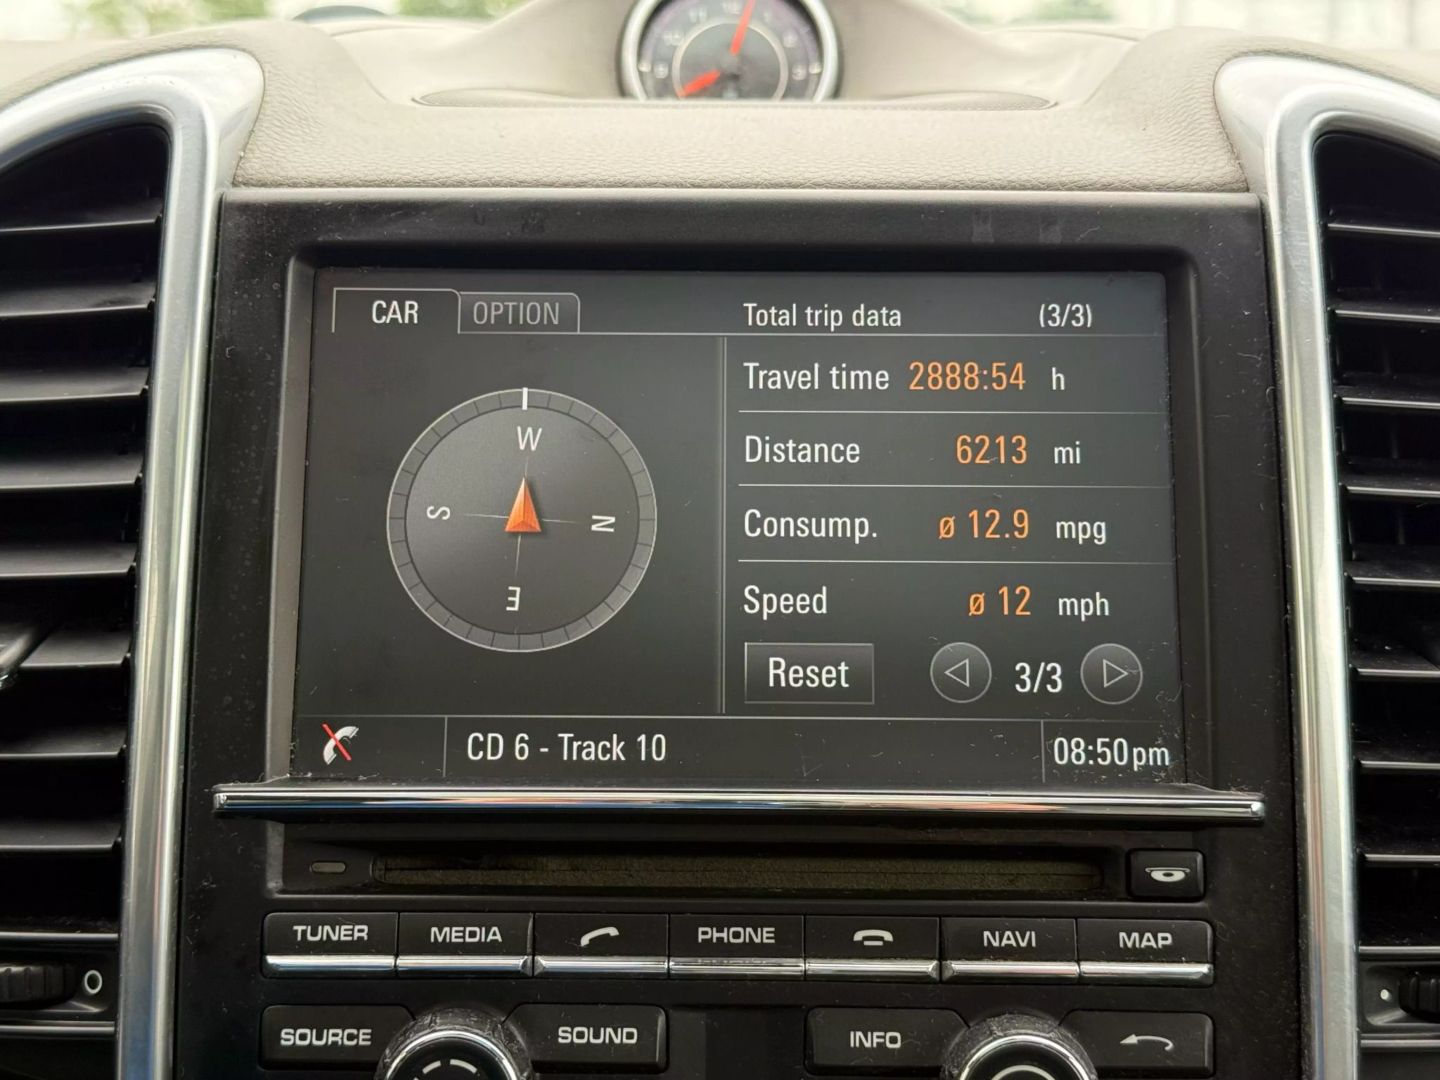 12
CAR
OPTION
Total trip data (3/3)
Travel time 2888:54 h
Distance 6213 mi
Consump. ø 12.9 mpg
Speed ø 12 mph
Reset
3/3
W
S
N
E
CD 6 - Track 10
08:50pm
TUNER
MEDIA
PHONE
NAVI
MAP
SOURCE
SOUND
INFO